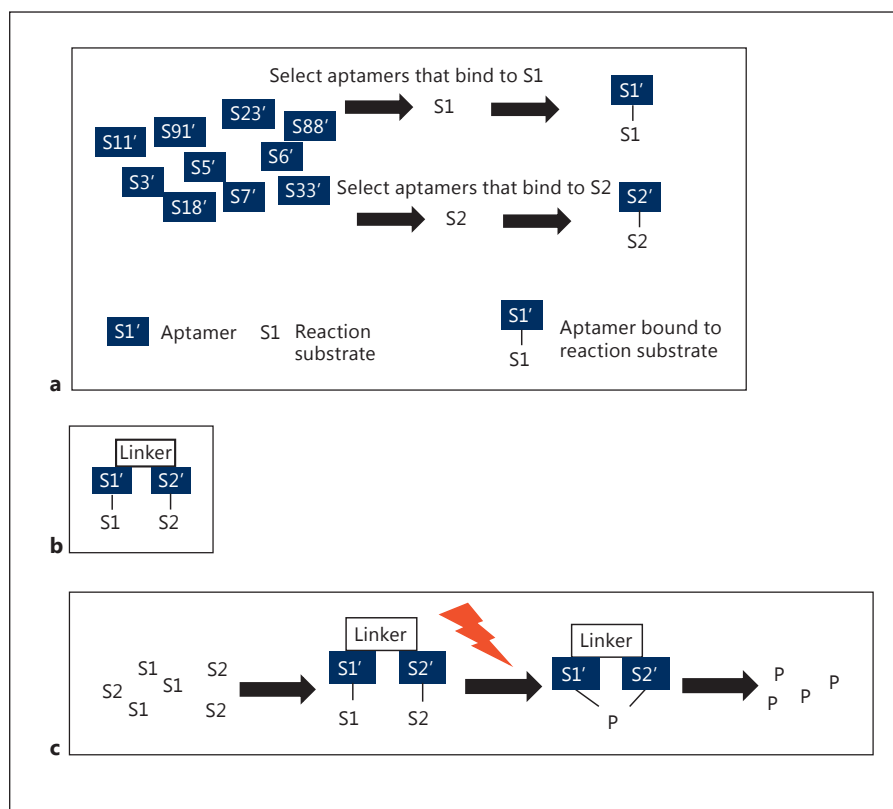 Select aptamers that bind to S1
S23'
S1'
S91'
S88'
S1
S11'
S1
S6'
S5'
S3'
S33'
Select aptamers that bind to S2
S7'
S18'
S2'
S2
S2
S1'
Aptamer
S1
Reaction
substrate
S1'
S1
Aptamer bound to
reaction substrate
a
Linker
S1'
S2'
S1
S2
b
Linker
Linker
S1
S2
S1'
S2'
S1'
S2'
S2
S1
S1
S2
S1
S2
P
P
P
P
P
c